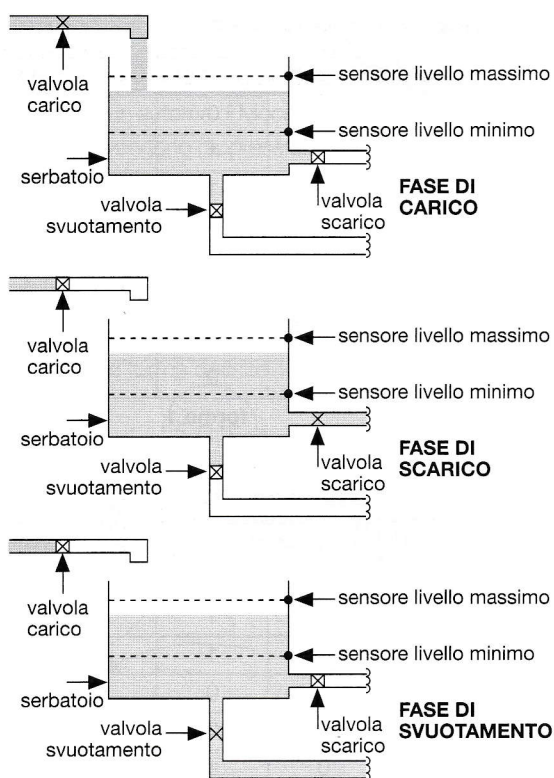 valvola
carico
sensore livello massimo
sensore livello minimo
serbatoio
valvola
svuotamento
valvola
scarico
FASE DI
CARICO
valvola
carico
sensore livello massimo
sensore livello minimo
serbatoio
valvola
svuotamento
valvola
scarico
FASE DI
SCARICO
valvola
carico
sensore livello massimo
sensore livello minimo
serbatoio
valvola
svuotamento
valvola
scarico
FASE DI
SVUOTAMENTO